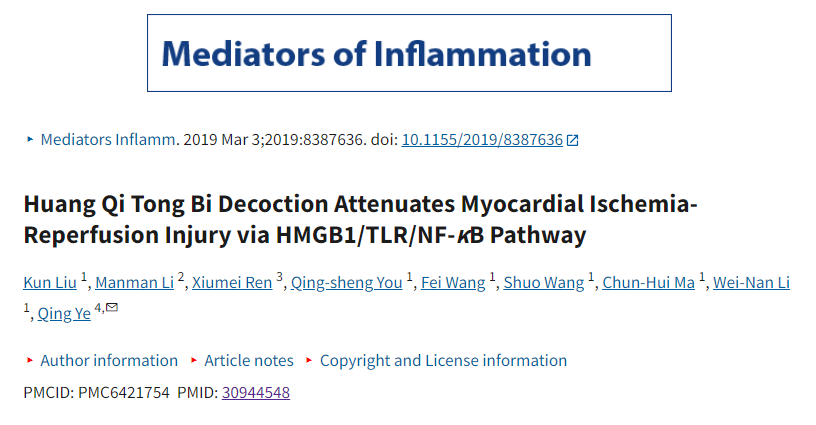 Mediators of Inflammation
‣ Mediators Inflamm. 2019 Mar 3;2019:8387636. doi: 10.1155/2019/8387636
Huang Qi Tong Bi Decoction Attenuates Myocardial Ischemia-
Reperfusion Injury via HMGB1/TLR/NF-κB Pathway
Kun Liu 1, Manman Li 2, Xiumei Ren 3, Qing-sheng You 1, Fei Wang 1, Shuo Wang 1, Chun-Hui Ma 1, Wei-Nan Li
1, Qing Ye 4,✉
‣ Author information ‣ Article notes ‣ Copyright and License information
PMCID: PMC6421754 PMID: 30944548